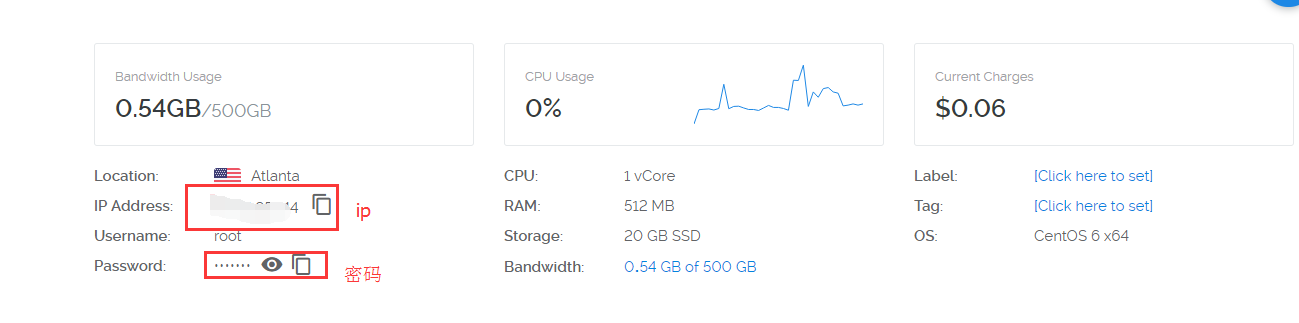 Bandwidth Usage
0.54GB/500GB
CPU Usage
0%
Current Charges
$0.06
Location: Atlanta
IP Address:
ip
Username: root
Password: ·······
密码
CPU: 1 vCore
RAM: 512 MB
Storage: 20 GB SSD
Bandwidth: 0.54 GB of 500 GB
Label: [Click here to set]
Tag: [Click here to set]
OS: CentOS 6 x64